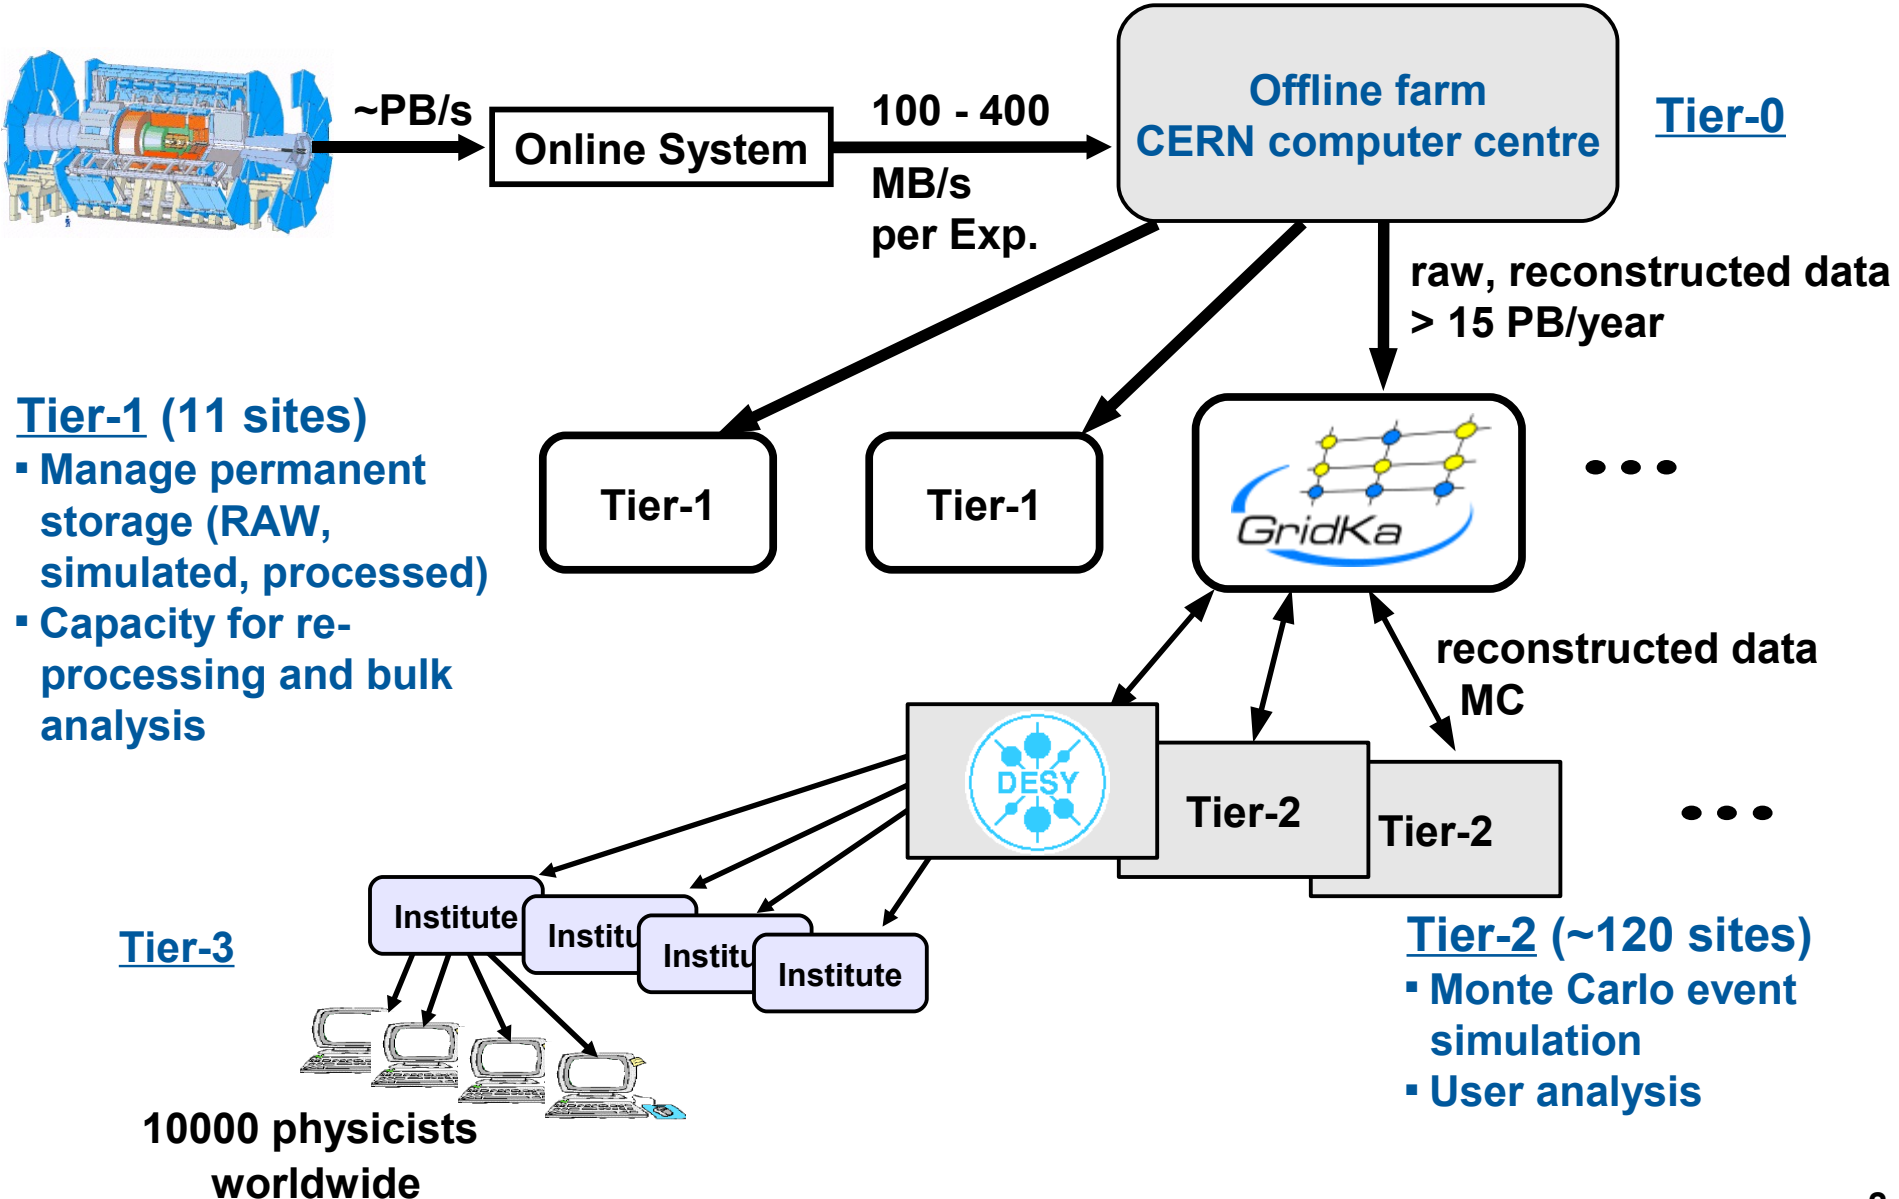 ~PB/s
Online System
100 - 400
MB/s
per Exp.
Offline farm
CERN computer centre
Tier-0
raw, reconstructed data
> 15 PB/year
Tier-1 (11 sites)
▪ Manage permanent
storage (RAW,
simulated, processed)
▪ Capacity for re-
processing and bulk
analysis
Tier-1
Tier-1
GridKa
reconstructed data
MC
DESY
Tier-2
Tier-2
Tier-3
Institute
Institu
Institu
Institute
10000 physicists
worldwide
Tier-2 (~120 sites)
▪ Monte Carlo event
simulation
▪ User analysis